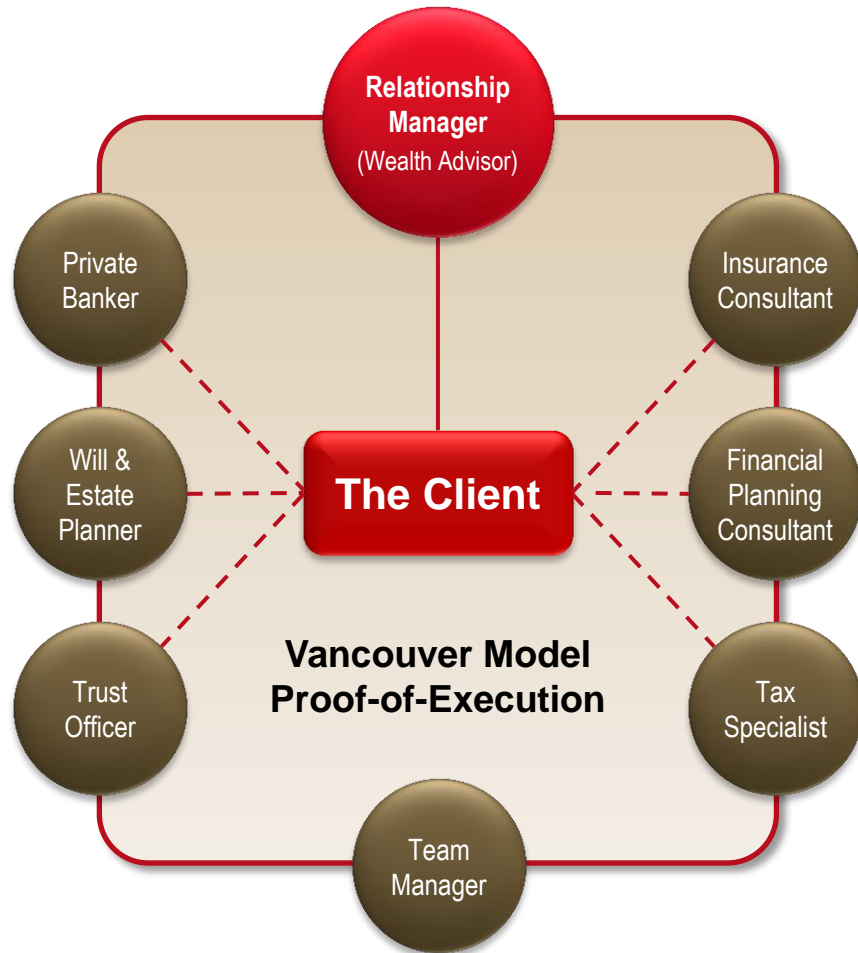 Relationship
Manager
(Wealth Advisor)
Private
Banker
Insurance
Consultant
Will &
Estate
Planner
The Client
Financial
Planning
Consultant
Vancouver Model
Proof-of-Execution
Trust
Officer
Tax
Specialist
Team
Manager